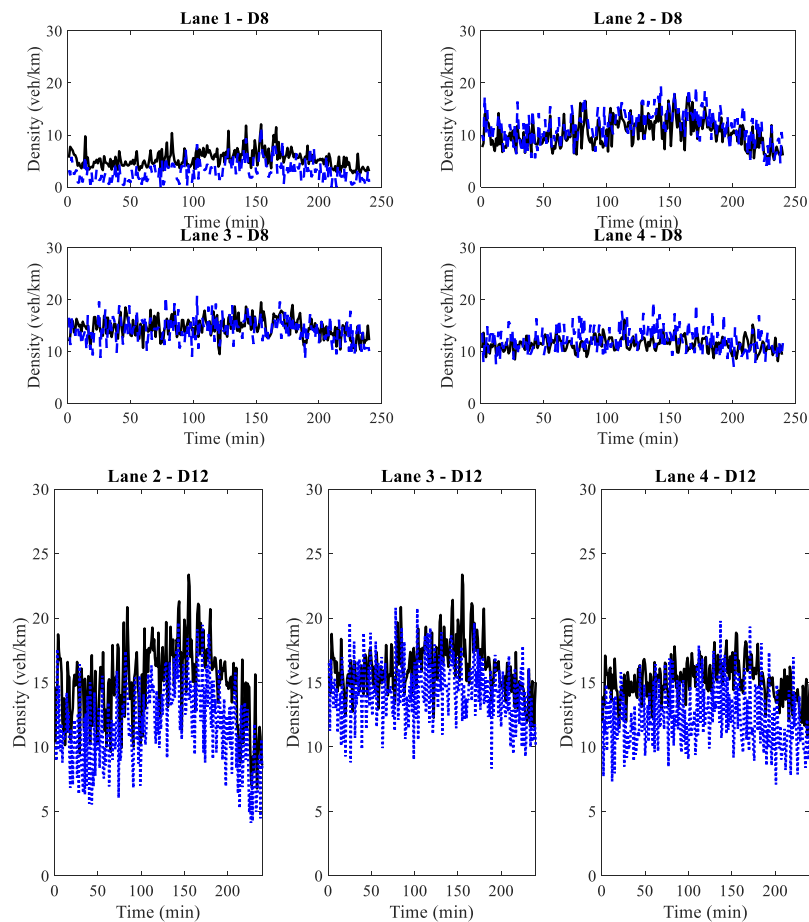 Lane 1 - D8
Lane 2 - D8
30
20
10
0
Density (veh/km)
0 50 100 150 200 250
Time (min)
30
20
10
0
Density (veh/km)
0 50 100 150 200 250
Time (min)
Lane 3 - D8
Lane 4 - D8
30
20
10
0
Density (veh/km)
0 50 100 150 200 250
Time (min)
30
20
10
0
Density (veh/km)
0 50 100 150 200 250
Time (min)
Lane 2 - D12
30
25
20
15
10
5
0
Density (veh/km)
0 50 100 150 200
Time (min)
Lane 3 - D12
30
25
20
15
10
5
0
Density (veh/km)
0 50 100 150 200
Time (min)
Lane 4 - D12
30
25
20
15
10
5
0
Density (veh/km)
0 50 100 150 200
Time (min)